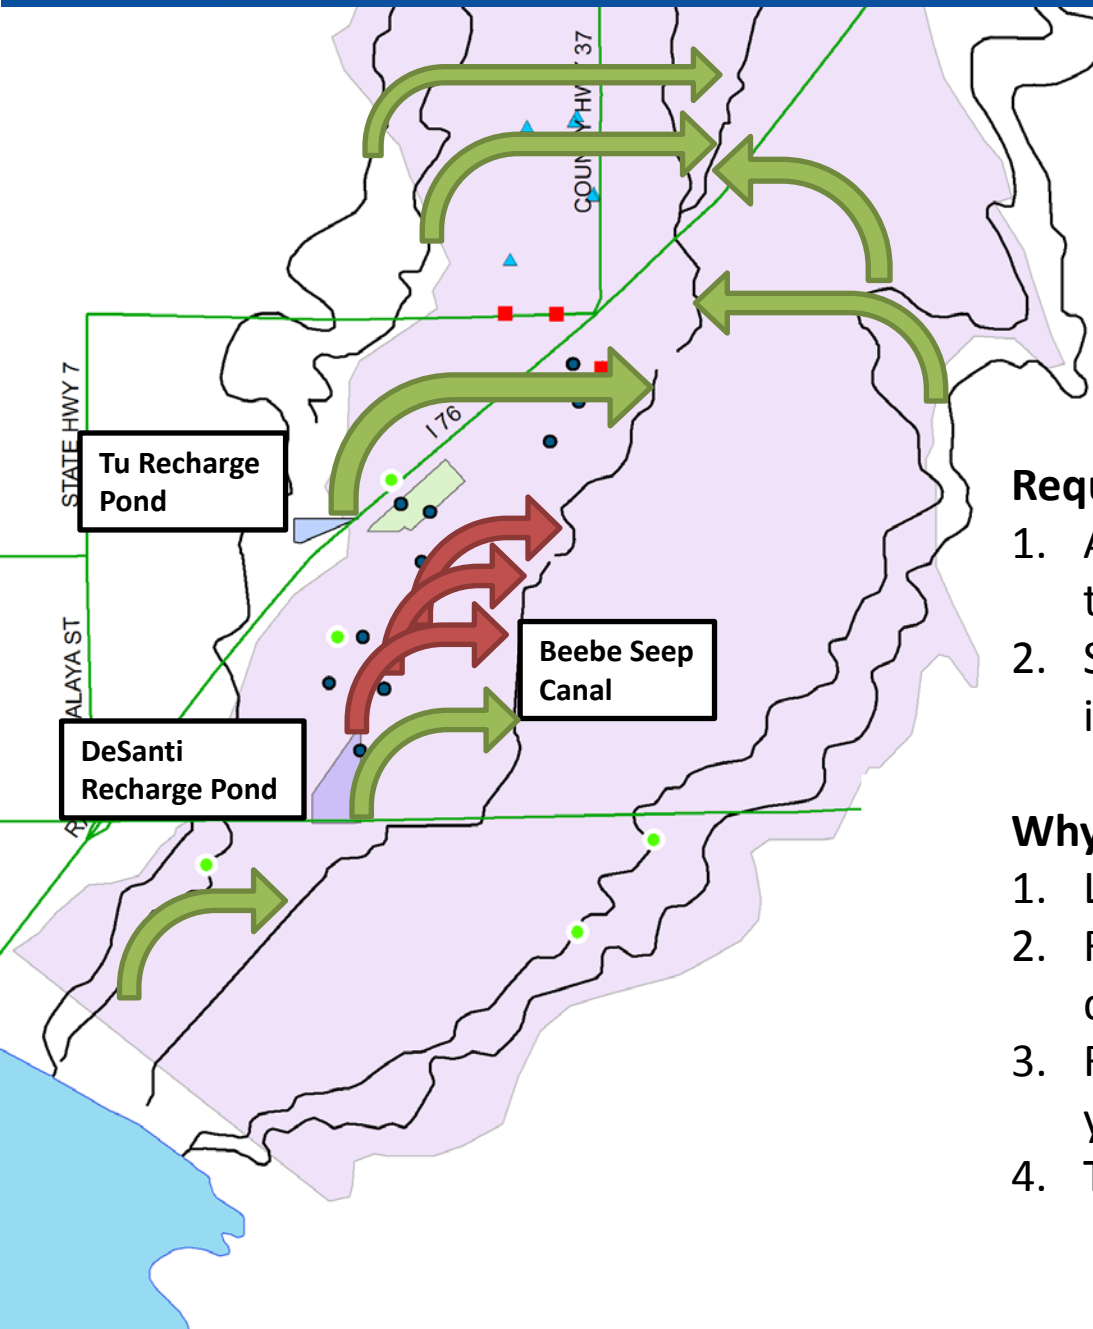 COUNTY HWY 37
STATE HWY 7
I 76
Tu Recharge
Pond
Beebe Seep
Canal
ALAYA ST
DeSanti
Recharge Pond
R
Requ
1. A
t
2. S
i
Why
1. L
2. F
3. F
y
4. T